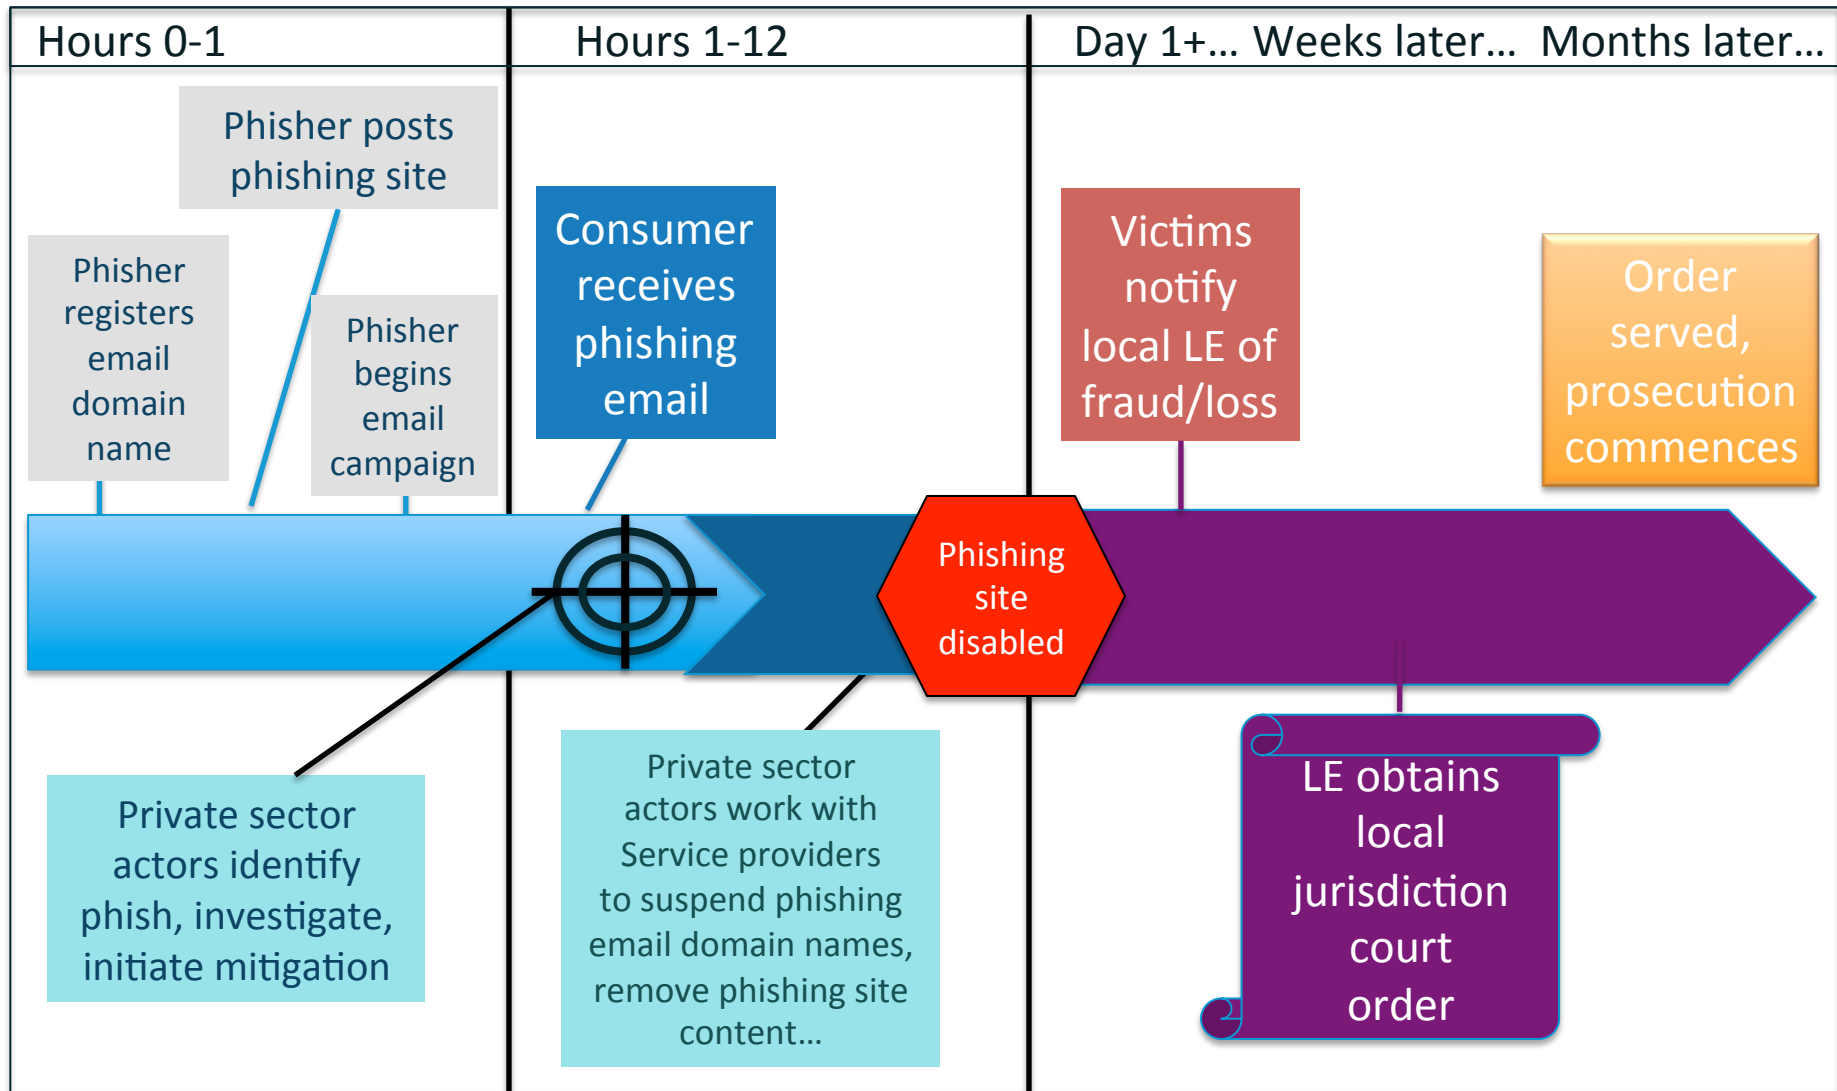 Hours 0-1
Hours 1-12
Day 1+... Weeks later... Months later...
Phisher posts
phishing site
Phisher
registers
email
domain
name
Phisher
begins
email
campaign
Consumer
receives
phishing
email
Victims
notify
local LE of
fraud/loss
Order
served,
prosecution
commences
Phishing
site
disabled
Private sector
actors identify
phish, investigate,
initiate mitigation
Private sector
actors work with
Service providers
to suspend phishing
email domain names,
remove phishing site
content...
LE obtains
local
jurisdiction
court
order